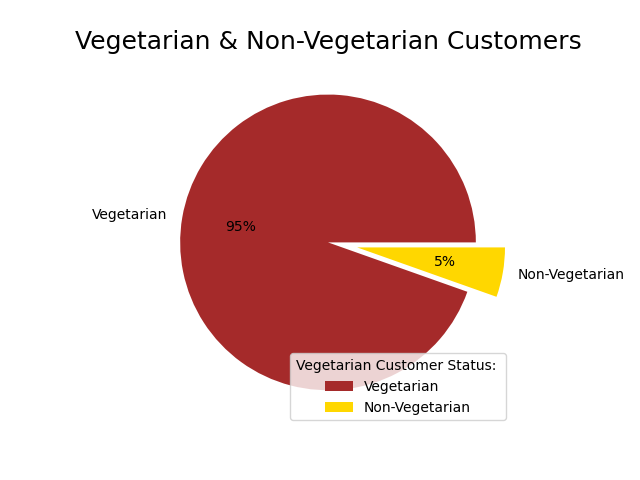 Vegetarian & Non-Vegetarian Customers
Vegetarian
95%
5%
Non-Vegetarian
Vegetarian Customer Status:
Vegetarian
Non-Vegetarian